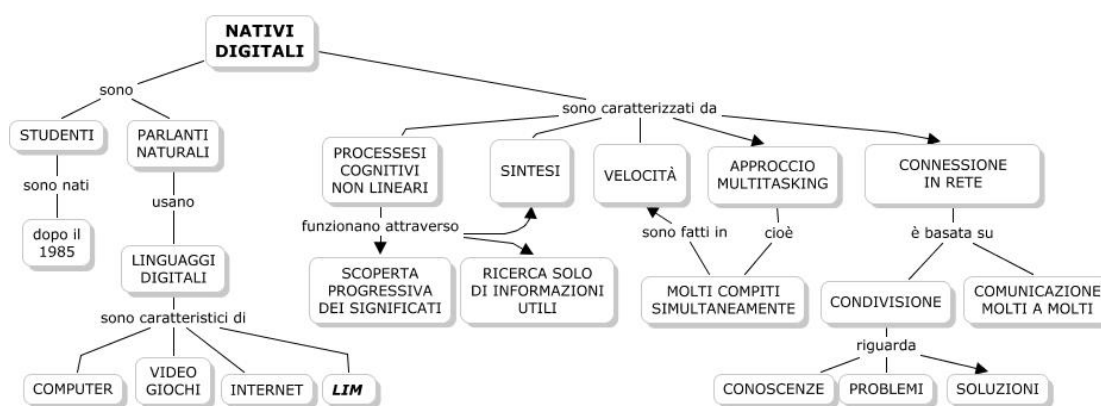 NATIVI
DIGITALI
sono
sono caratterizzati da
STUDENTI
PARLANTI
NATURALI
PROCESSESI
COGNITIVI
NON LINEARI
SINTESI
VELOCITÀ
APPROCCIO
MULTITASKING
CONNESSIONE
IN RETE
sono nati
usano
funzionano attraverso
sono fatti in
cioè
è basata su
dopo il
1985
LINGUAGGI
DIGITALI
SCOPERTA
PROGRESSIVA
DEI SIGNIFICATI
RICERCA SOLO
DI INFORMAZIONI
UTILI
MOLTI COMPITI
SIMULTANEAMENTE
CONDIVISIONE
COMUNICAZIONE
MOLTI A MOLTI
sono caratteristici di
riguarda
COMPUTER
VIDEO
GIOCHI
INTERNET
LIM
CONOSCENZE
PROBLEMI
SOLUZIONI